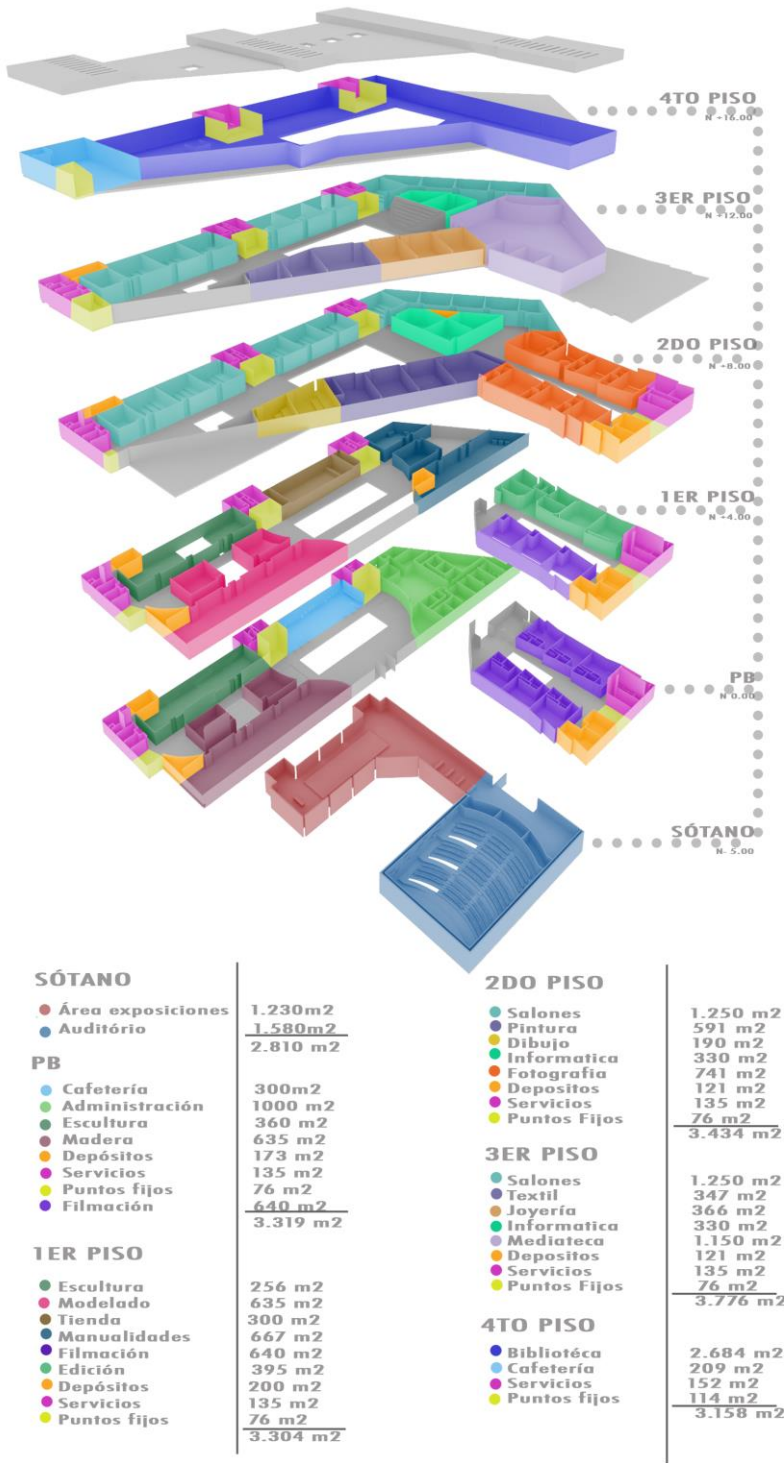 4TO PISO
N +16.00
3ER PISO
N +12.00
2DO PISO
N +8.00
1ER PISO
N +4.00
PB
N 0.00
SÓTANO
N- 5.00
SÓTANO
Área exposiciones 1.230m2
Auditório 1.580m2
2.810 m2
PB
Cafetería 300m2
Administración 1000 m2
Escultura 360 m2
Madera 635 m2
Depósitos 173 m2
Servicios 135 m2
Puntos fijos 76 m2
Filmación 640 m2
3.319 m2
1ER PISO
Escultura 256 m2
Modelado 635 m2
Tienda 300 m2
Manualidades 667 m2
Filmación 640 m2
Edición 395 m2
Depósitos 200 m2
Servicios 135 m2
Puntos fijos 76 m2
3.304 m2
2DO PISO
Salones 1.250 m2
Pintura 591 m2
Dibujo 190 m2
Informatica 330 m2
Fotografia 741 m2
Depositos 121 m2
Servicios 135 m2
Puntos Fijos 76 m2
3.434 m2
3ER PISO
Salones 1.250 m2
Textil 347 m2
Joyería 366 m2
Informatica 330 m2
Mediateca 1.150 m2
Depositos 121 m2
Servicios 135 m2
Puntos Fijos 76 m2
3.776 m2
4TO PISO
Bibliotéca 2.684 m2
Cafetería 209 m2
Servicios 152 m2
Puntos fijos 114 m2
3.158 m2